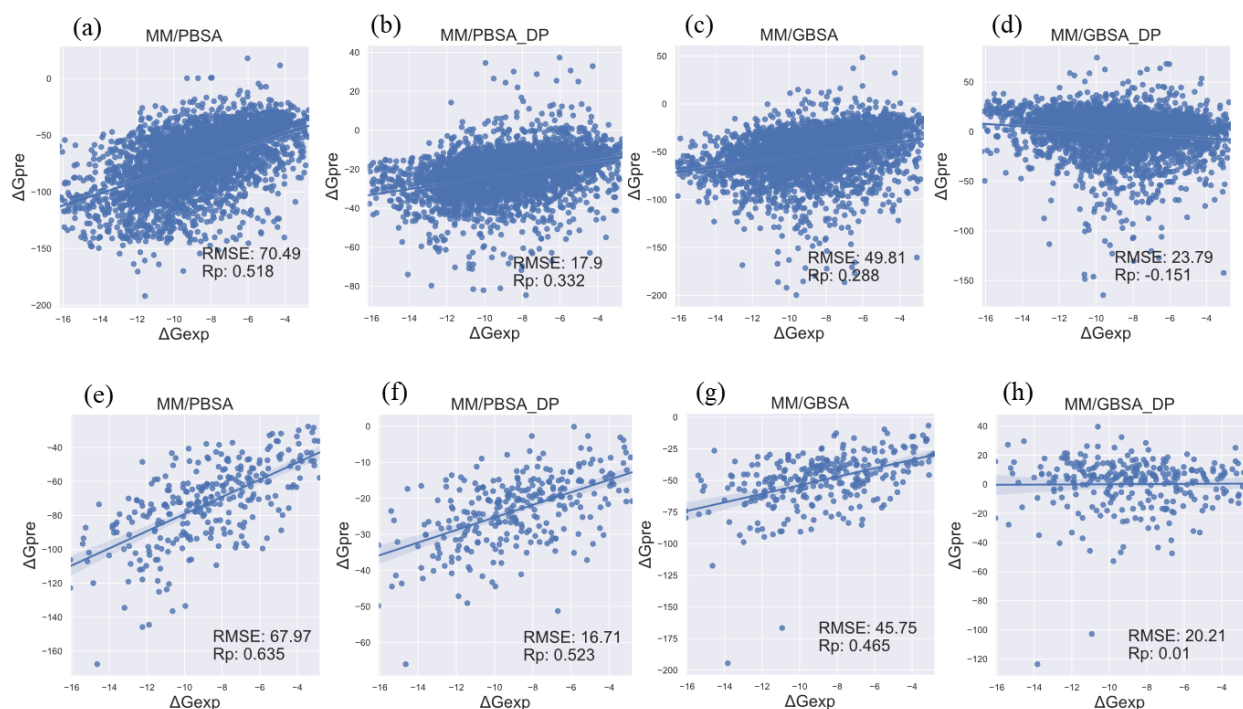 (a)
MM/PBSA
0
−50
−100
−150
−200
ΔGpre
−16 −14 −12 −10 −8 −6 −4
ΔGexp
RMSE: 70.49
Rp: 0.518
(b)
MM/PBSA_DP
40
20
0
−20
−40
−60
−80
−16 −14 −12 −10 −8 −6 −4 −2
ΔGexp
RMSE: 17.9
Rp: 0.332
(c)
MM/GBSA
50
0
−50
−100
−150
−200
ΔGpre
−16 −14 −12 −10 −8 −6 −4
ΔGexp
RMSE: 49.81
Rp: 0.288
(d)
MM/GBSA_DP
50
0
−50
−100
−150
ΔGpre
−16 −14 −12 −10 −8 −6 −4
ΔGexp
RMSE: 23.79
Rp: -0.151
(e)
MM/PBSA
−40
−60
−80
−100
−120
−140
−160
ΔGpre
−16 −14 −12 −10 −8 −6 −4
ΔGexp
RMSE: 67.97
Rp: 0.635
(f)
MM/PBSA_DP
0
−10
−20
−30
−40
−50
−60
ΔGpre
−16 −14 −12 −10 −8 −6 −4
ΔGexp
RMSE: 16.71
Rp: 0.523
(g)
MM/GBSA
0
−25
−50
−75
−100
−125
−150
−175
−200
ΔGpre
−16 −14 −12 −10 −8 −6 −4
ΔGexp
RMSE: 45.75
Rp: 0.465
(h)
MM/GBSA_DP
40
20
0
−20
−40
−60
−80
−100
−120
ΔGpre
−16 −14 −12 −10 −8 −6 −4
ΔGexp
RMSE: 20.21
Rp: 0.01